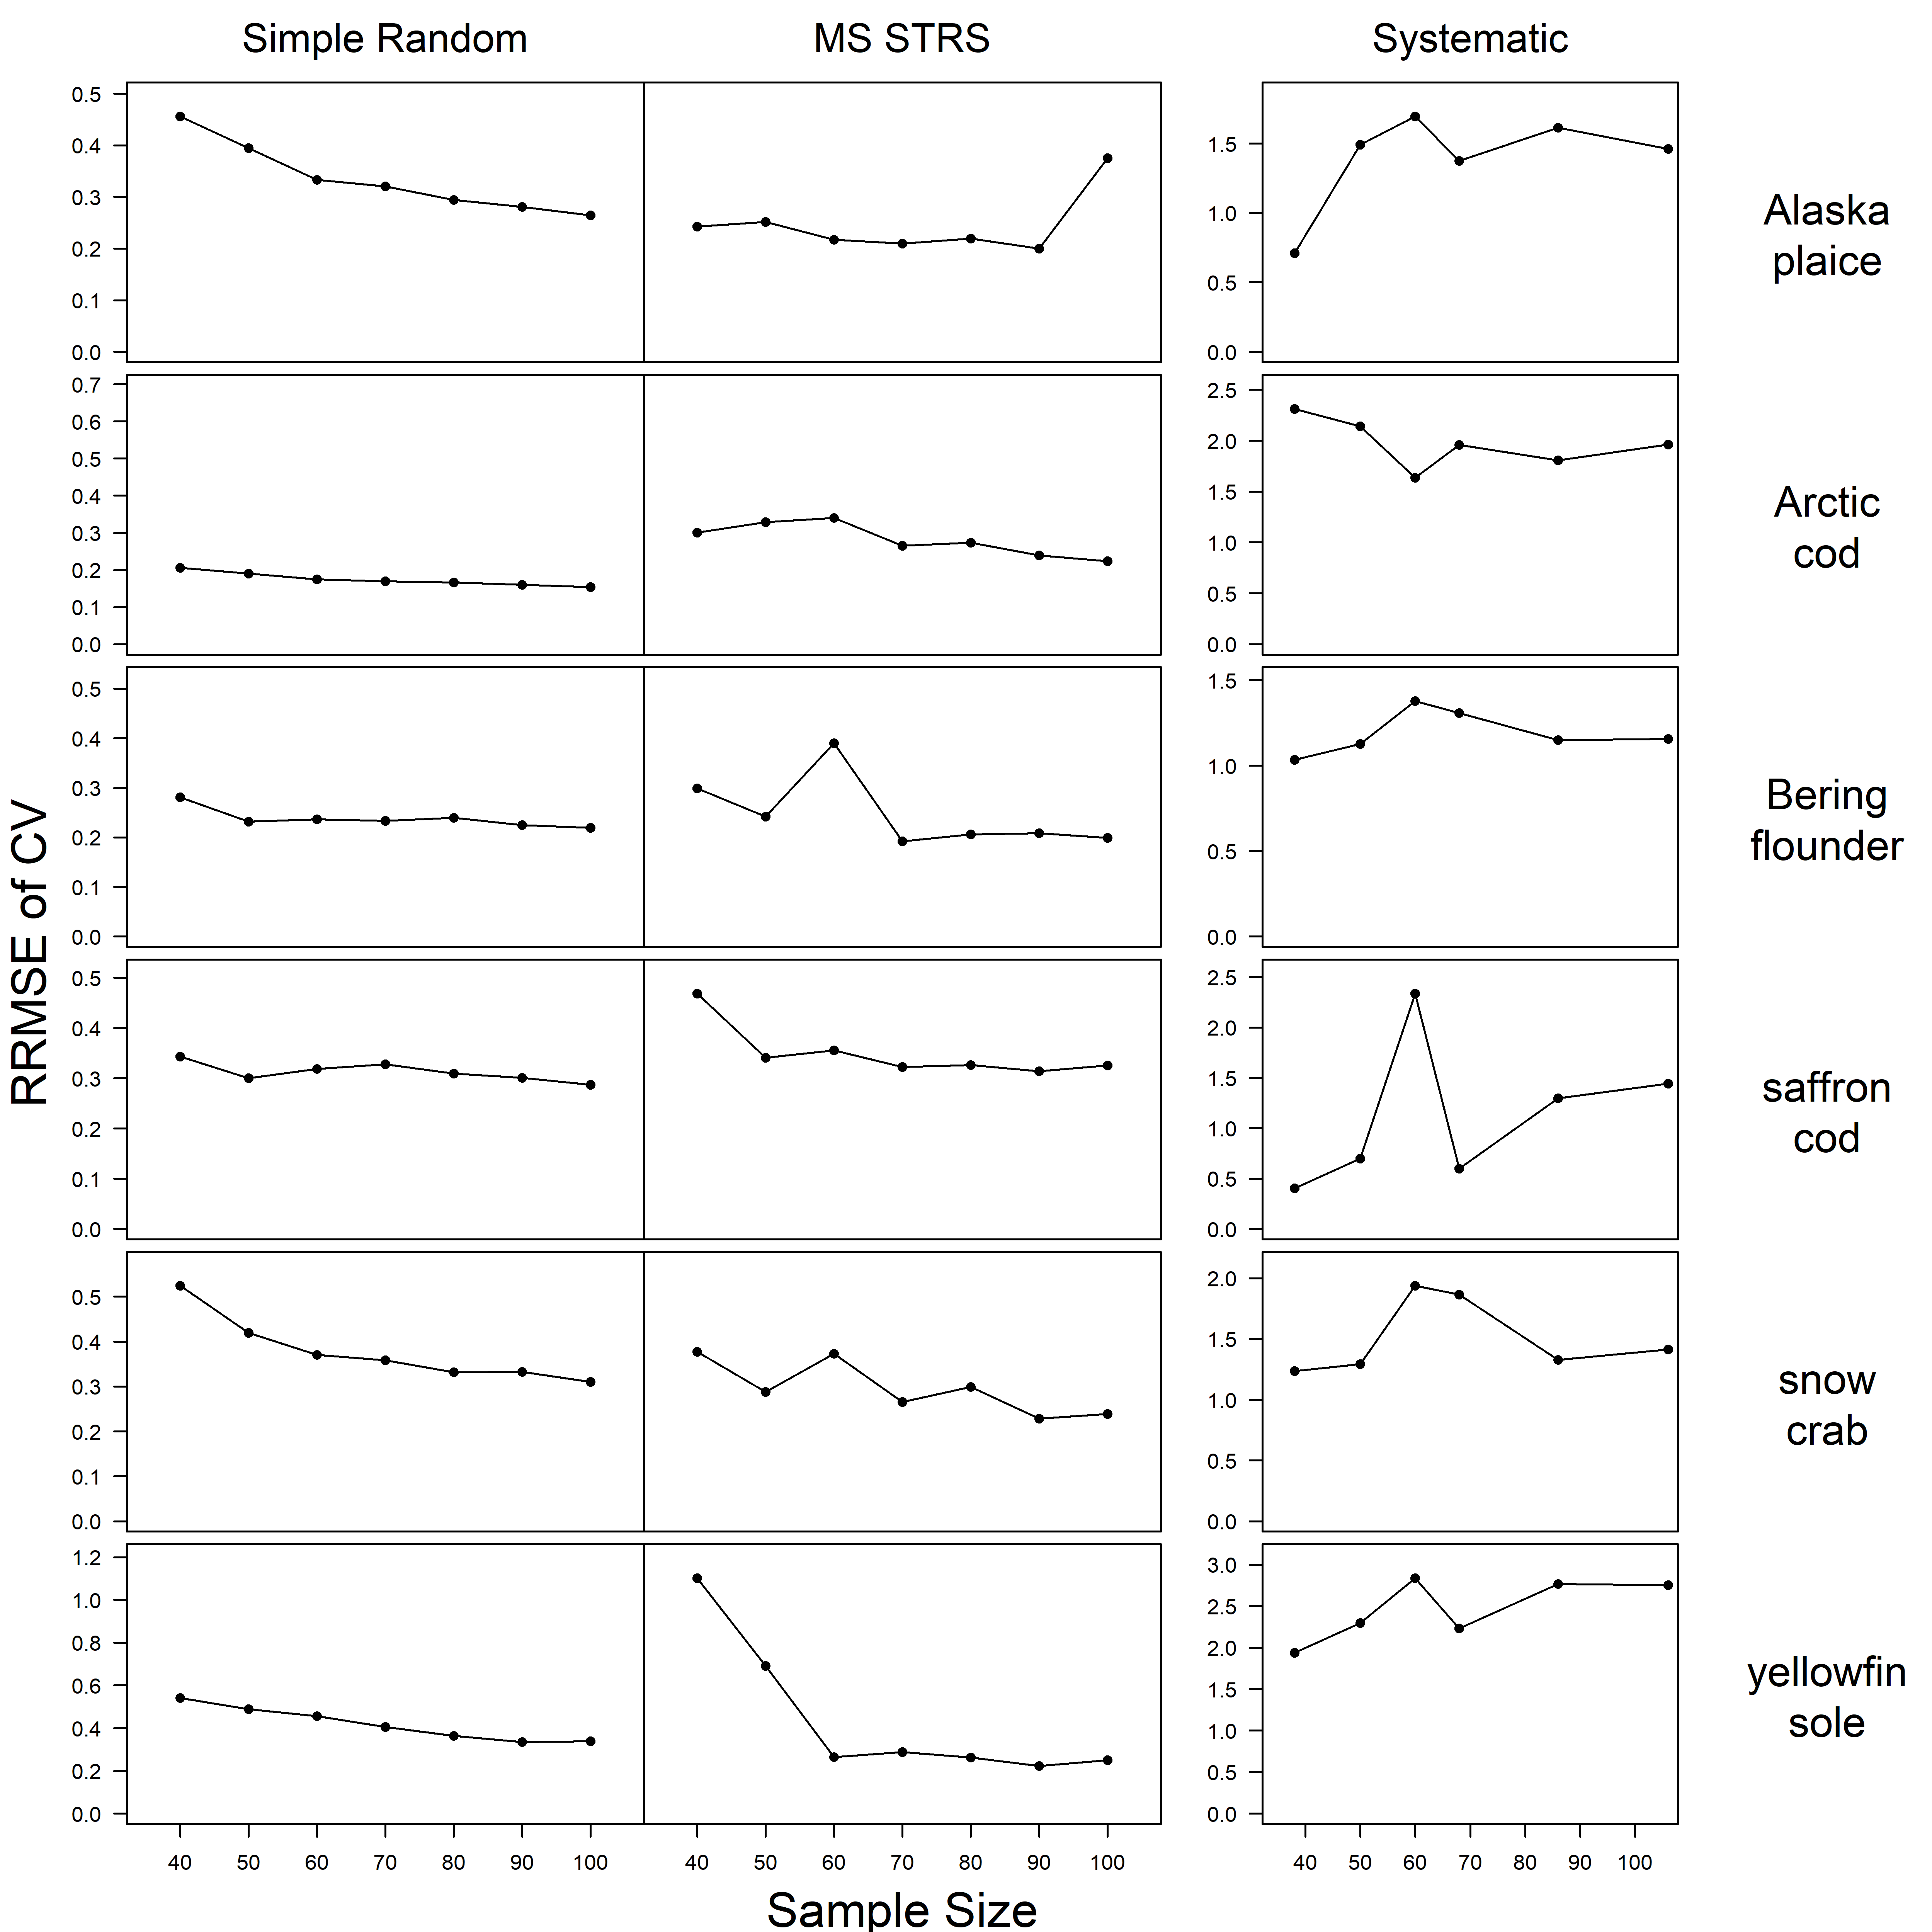 Simple Random MS STRS Systematic
0.5 1.5
0.4 1.0
0.3 0.5
0.2 0.0
0.1
0.0
Alaska
plaice
0.7 2.5
0.6 2.0
0.5 1.5
0.4 1.0
0.3 0.5
0.2 0.0
0.1
0.0
Arctic
cod
0.5 1.5
0.4 1.0
0.3 0.5
0.2 0.0
0.1
0.0
Bering
flounder
RRMSE of CV
0.5 2.5
0.4 2.0
0.3 1.5
0.2 1.0
0.1 0.5
0.0 0.0
saffron
cod
0.5 2.0
0.4 1.5
0.3 1.0
0.2 0.5
0.1 0.0
0.0
snow
crab
1.2 3.0
1.0 2.5
0.8 2.0
0.6 1.5
0.4 1.0
0.2 0.5
0.0 0.0
yellowfin
sole
40 50 60 70 80 90 100 40 50 60 70 80 90 100 40 50 60 70 80 90 100
Sample Size